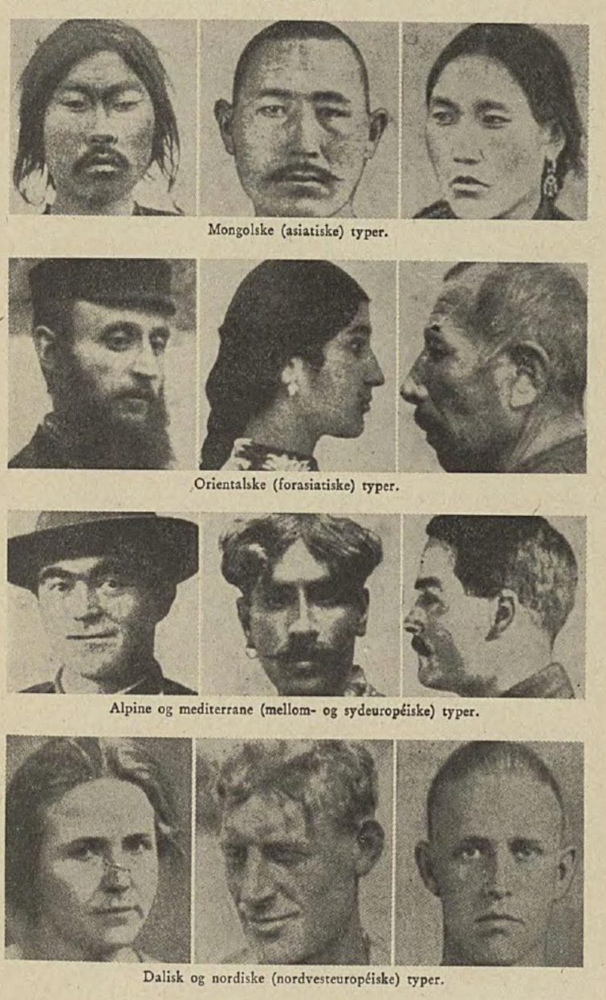 Mongolske (asiatiske) typer.
Orientalske (forasiatiske) typer.
Alpine og mediterrane (mellom- og sydeuropéiske) typer.
Dalisk og nordiske (nordvesteuropéiske) typer.